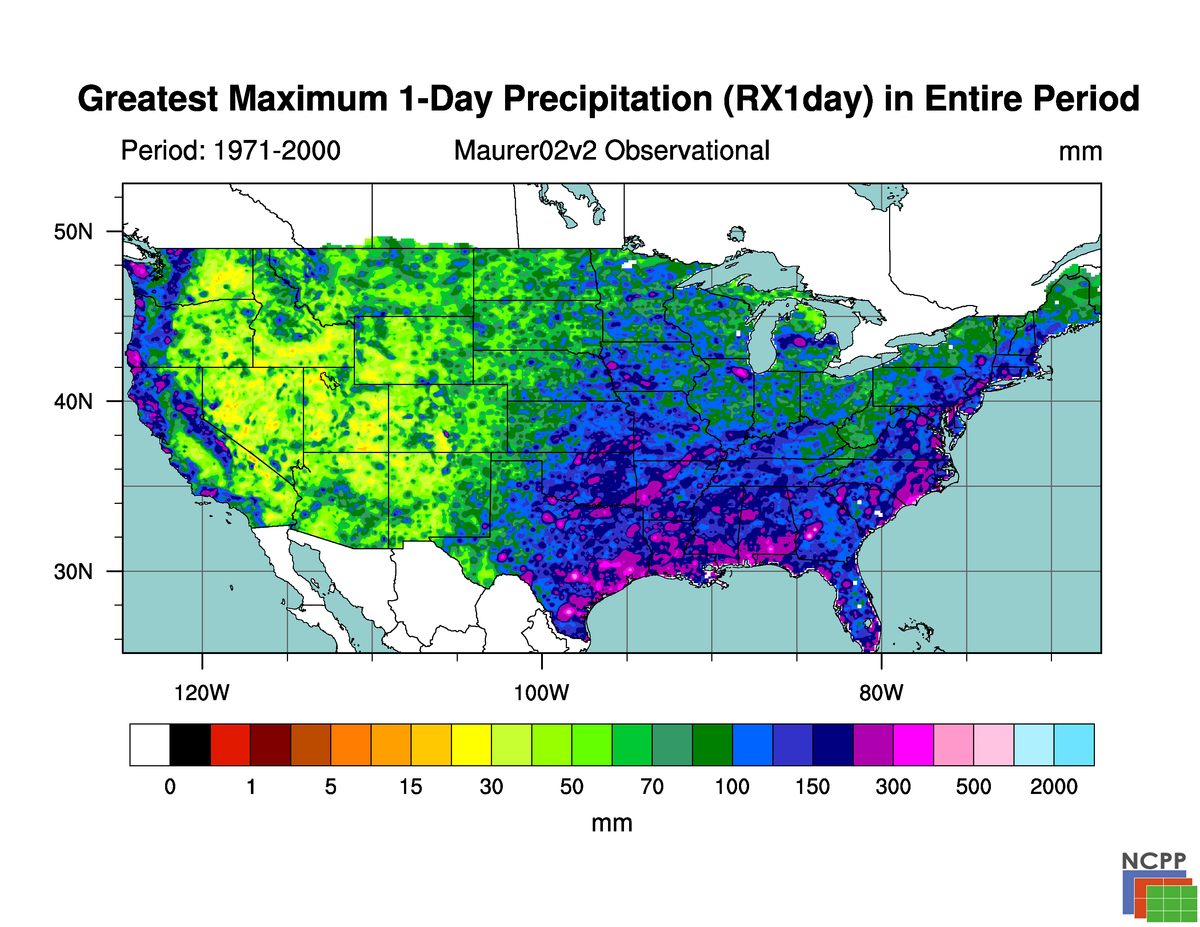 Greatest Maximum 1-Day Precipitation (RX1day) in Entire Period
Period: 1971-2000 Maurer02v2 Observational mm
50N
40N
30N
120W 100W 80W
0 1 5 15 30 50 70 100 150 300 500 2000
mm
NCPP